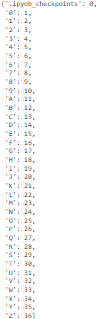 {'.ipynb_checkpoints': 0,
'0': 1,
'1': 2,
'2': 3,
'3': 4,
'4': 5,
'5': 6,
'6': 7,
'7': 8,
'8': 9,
'9': 10,
'A': 11,
'B': 12,
'C': 13,
'D': 14,
'E': 15,
'F': 16,
'G': 17,
'H': 18,
'I': 19,
'J': 20,
'K': 21,
'L': 22,
'M': 23,
'N': 24,
'O': 25,
'P': 26,
'Q': 27,
'R': 28,
'S': 29,
'T': 30,
'U': 31,
'V': 32,
'W': 33,
'X': 34,
'Y': 35,
'Z': 36}